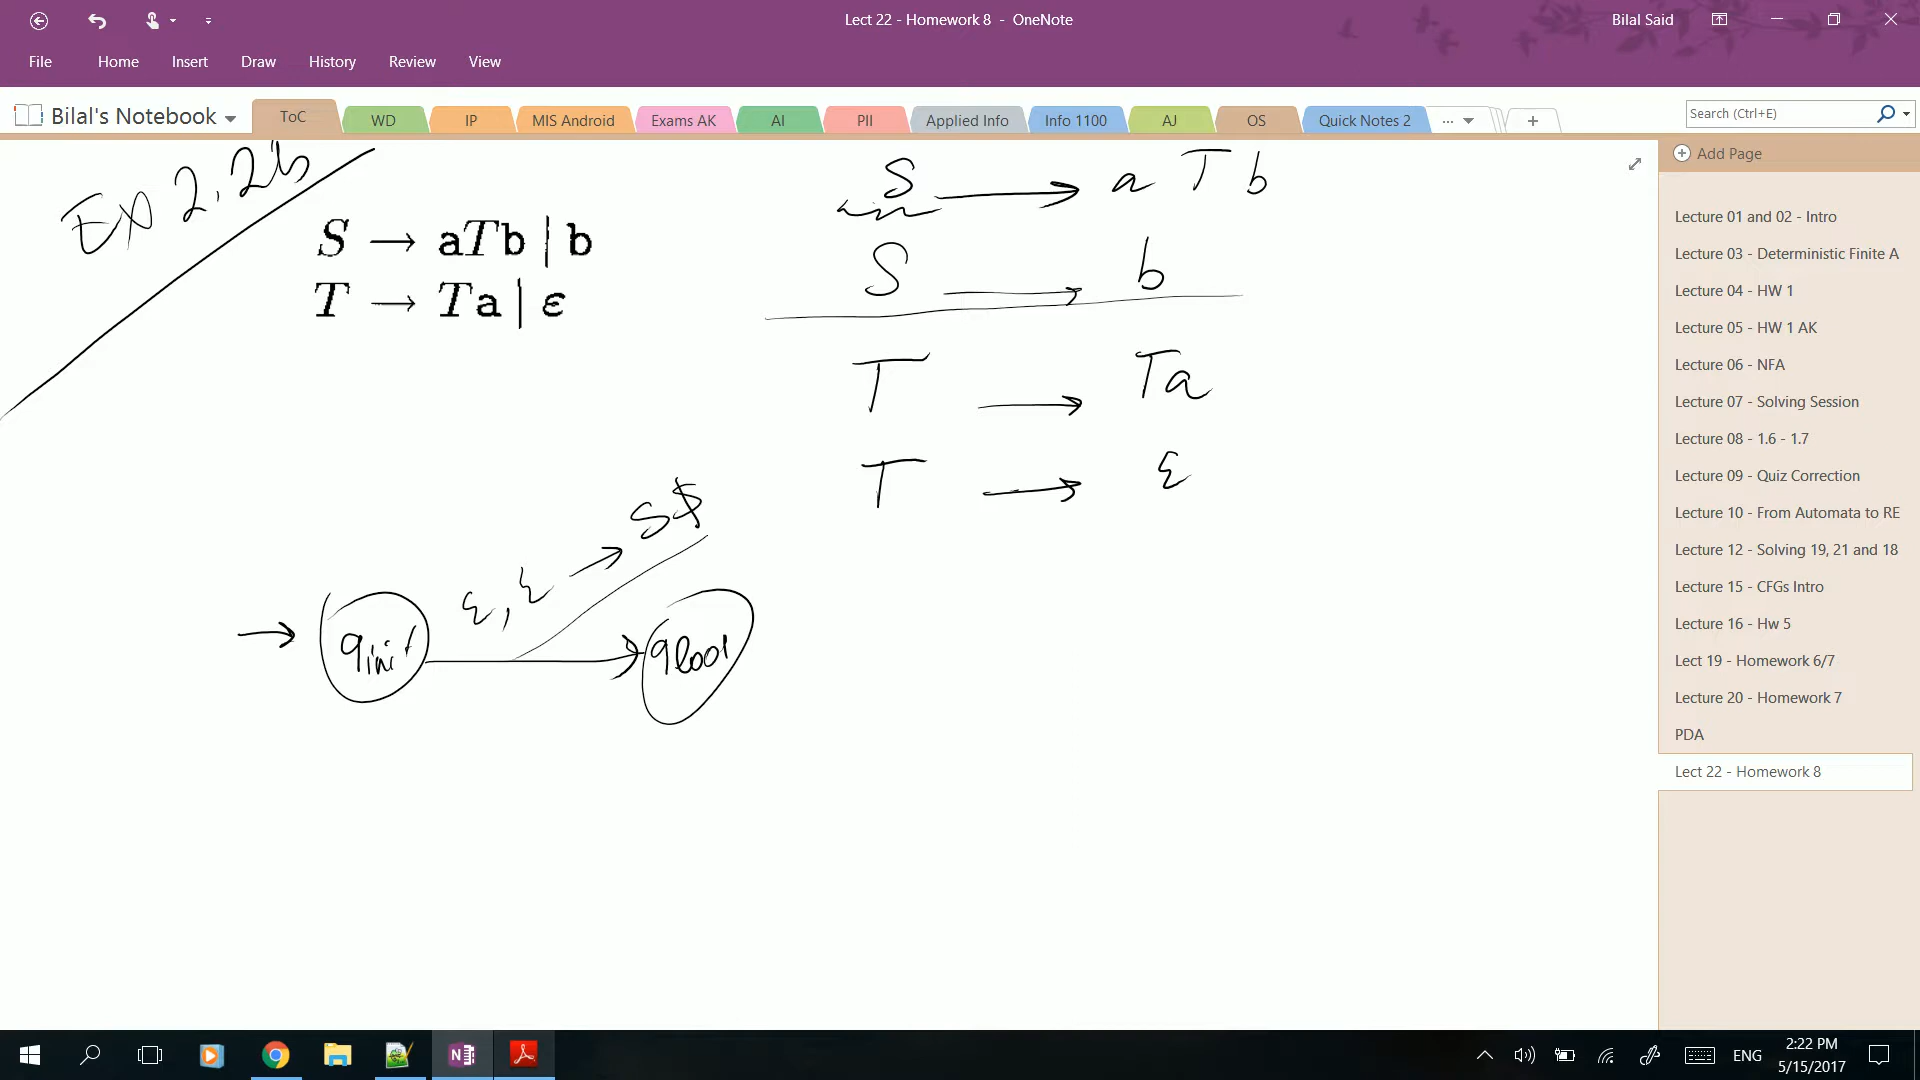 Lect 22 - Homework 8 - OneNote
Bilal Said
File Home Insert Draw History Review View
Bilal's Notebook
ToC WD IP MIS Android Exams AK AI PII Applied Info Info 1100 AJ OS Quick Notes 2 ... +
Search (Ctrl+E)
Ex 2.2b
S → aTb | b
T → Ta | ε
S → a T b
S → b
T → Ta
T → ε
ε, ε → S$
→ qinit qloop
Add Page
Lecture 01 and 02 - Intro
Lecture 03 - Deterministic Finite A
Lecture 04 - HW 1
Lecture 05 - HW 1 AK
Lecture 06 - NFA
Lecture 07 - Solving Session
Lecture 08 - 1.6 - 1.7
Lecture 09 - Quiz Correction
Lecture 10 - From Automata to RE
Lecture 12 - Solving 19, 21 and 18
Lecture 15 - CFGs Intro
Lecture 16 - Hw 5
Lect 19 - Homework 6/7
Lecture 20 - Homework 7
PDA
Lect 22 - Homework 8
ENG
2:22 PM
5/15/2017